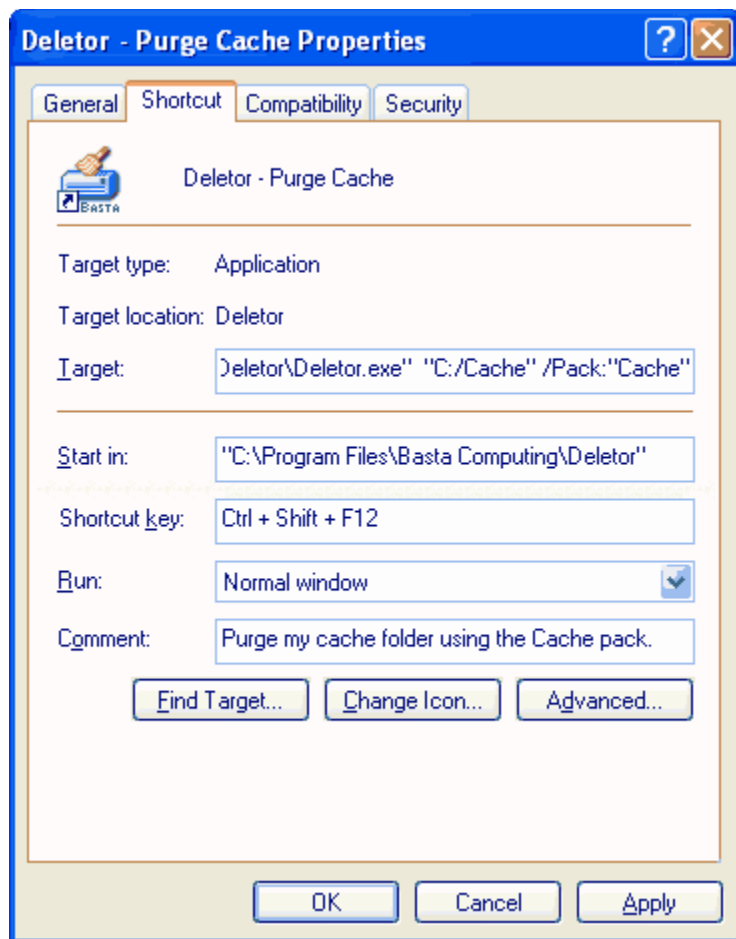 Deletor - Purge Cache Properties
?
General Shortcut Compatibility Security
BASTA
Deletor - Purge Cache
Target type: Application
Target location: Deletor
Target: Deletor\Deletor.exe" "C:/Cache" /Pack:"Cache"
Start in: "C:\Program Files\Basta Computing\Deletor"
Shortcut key: Ctrl + Shift + F12
Run: Normal window
Comment: Purge my cache folder using the Cache pack.
Find Target... Change Icon... Advanced...
OK Cancel Apply